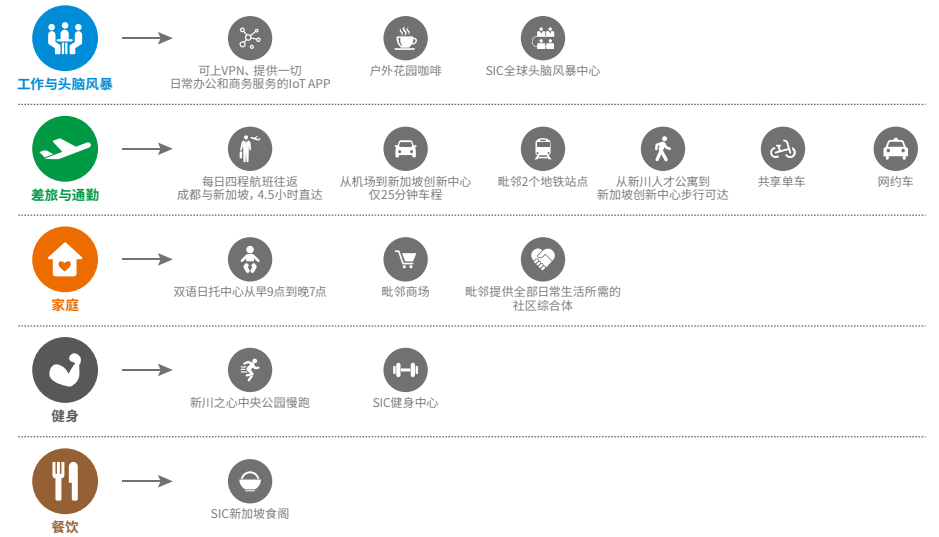 工作与头脑风暴
可上VPN、提供一切
日常办公和商务服务的IoT APP
户外花园咖啡
SIC全球头脑风暴中心
差旅与通勤
每日四程航班往返
成都与新加坡，4.5小时直达
从机场到新加坡创新中心
仅25分钟车程
毗邻2个地铁站点
从新川人才公寓到
新加坡创新中心步行可达
共享单车
网约车
家庭
双语日托中心从早9点到晚7点
毗邻商场
毗邻提供全部日常生活所需的
社区综合体
健身
新川之心中央公园慢跑
SIC健身中心
餐饮
SIC新加坡食阁